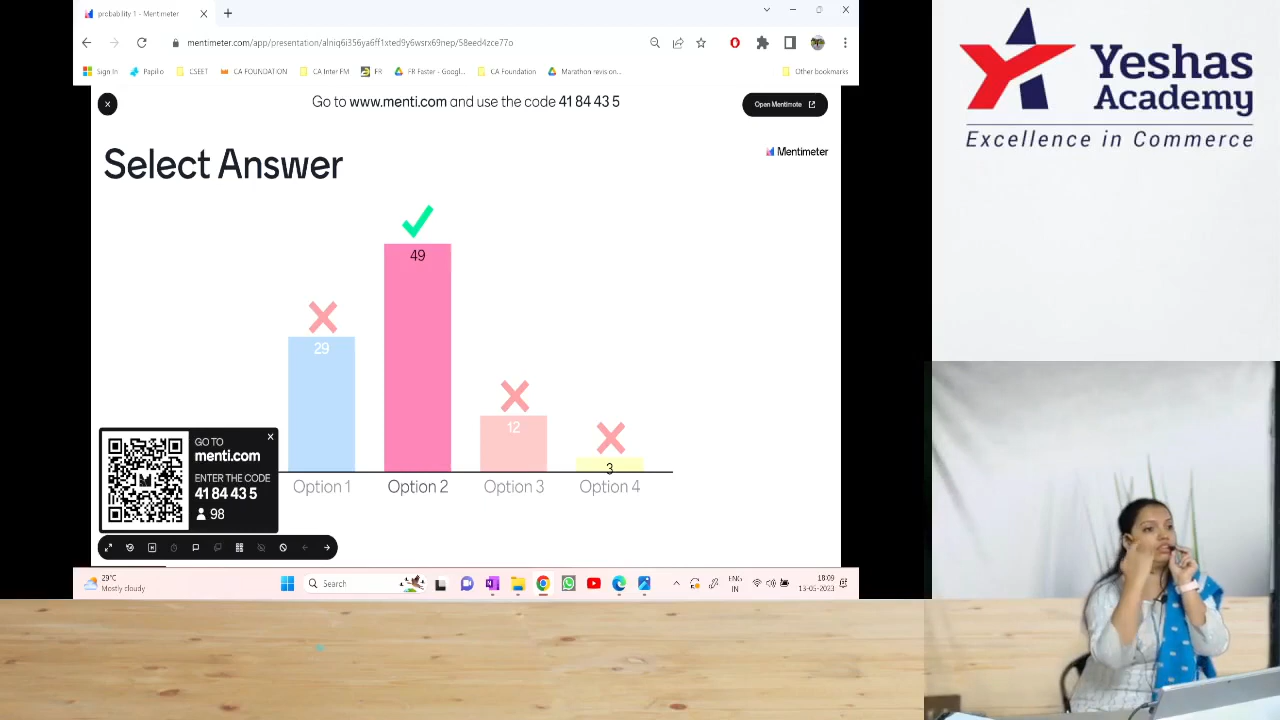 probability 1 - Mentimeter
mentimeter.com/app/presentation/alniq6i356ya6ff1xted9y6wsrx69nep/58eed4zce77o
Sign In
Papilio
CSEET
CA FOUNDATION
CA Inter FM
FR
FR Faster - Googl...
CA Foundation
Marathon revis on...
Other bookmarks
Go to www.menti.com and use the code 41 84 43 5
Open Mentimote
Select Answer
Mentimeter
49
29
12
3
Option 1
Option 2
Option 3
Option 4
GO TO
menti.com
ENTER THE CODE
41 84 43 5
98
29°C
Mostly cloudy
Search
ENG
IN
18:09
13-05-2023
Yeshas
Academy
Excellence in Commerce